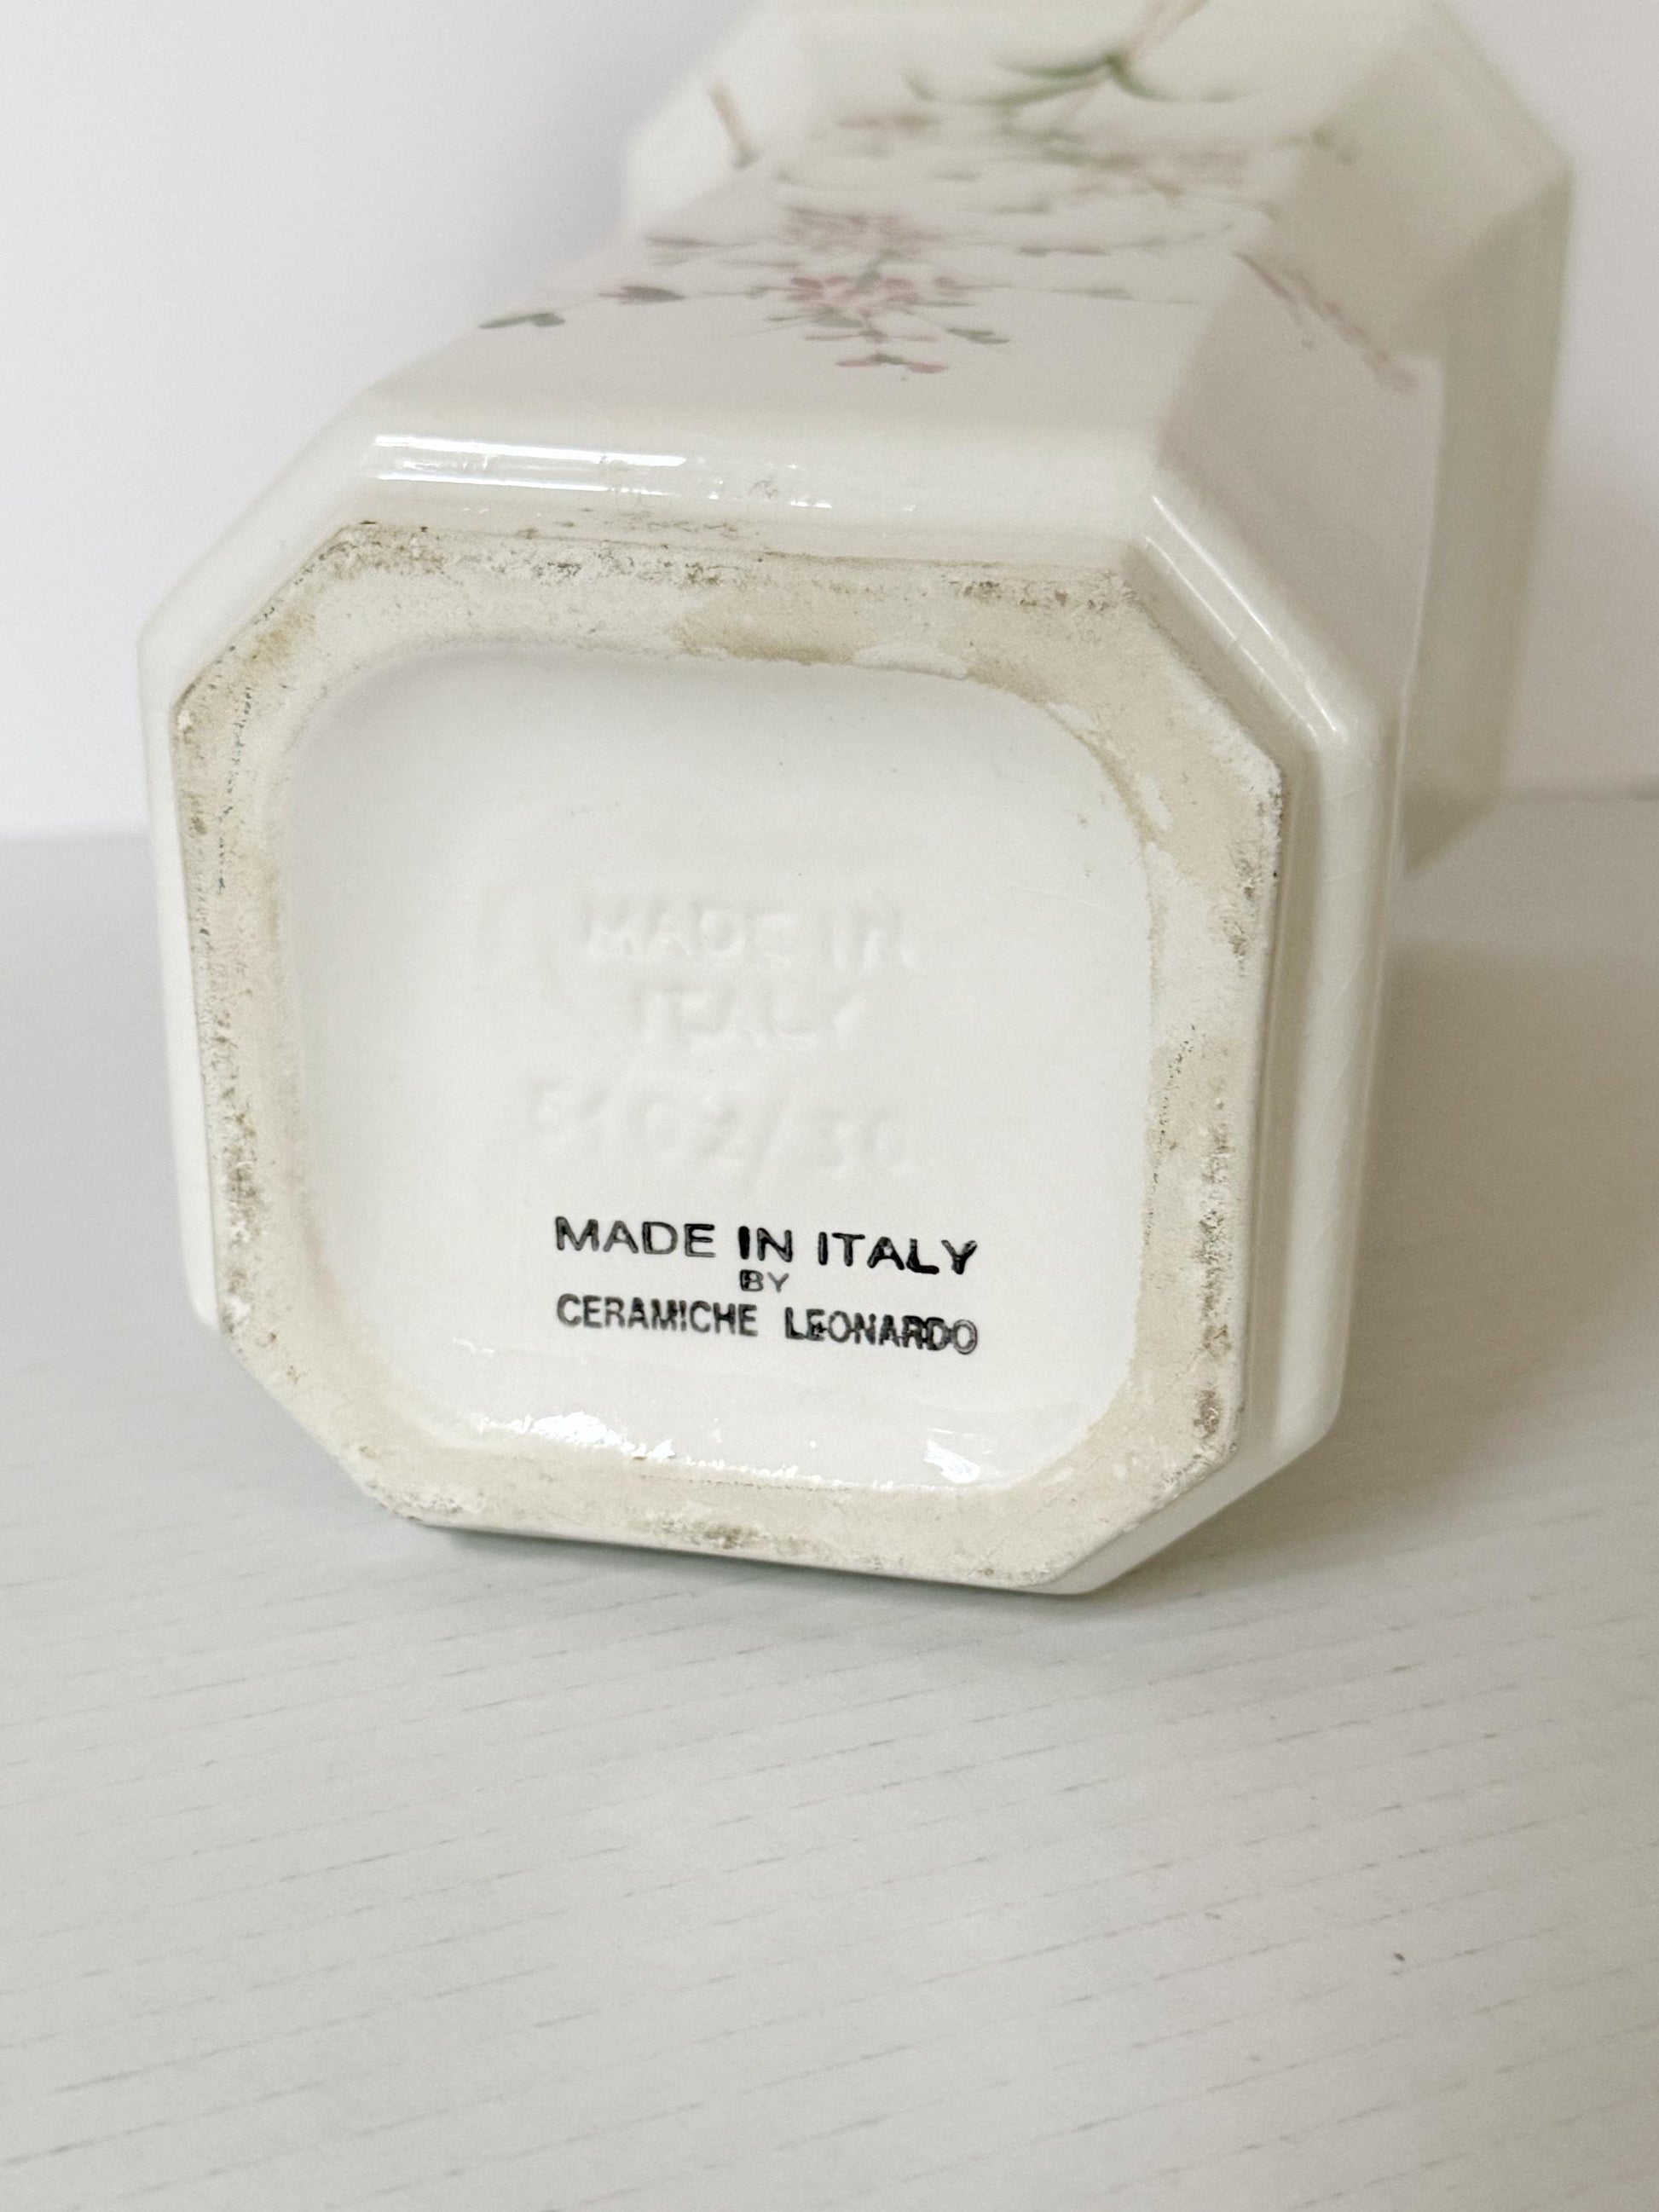 MADE IN
ITALY
MADE IN ITALY
BY
CERAMICHE LEONARDO